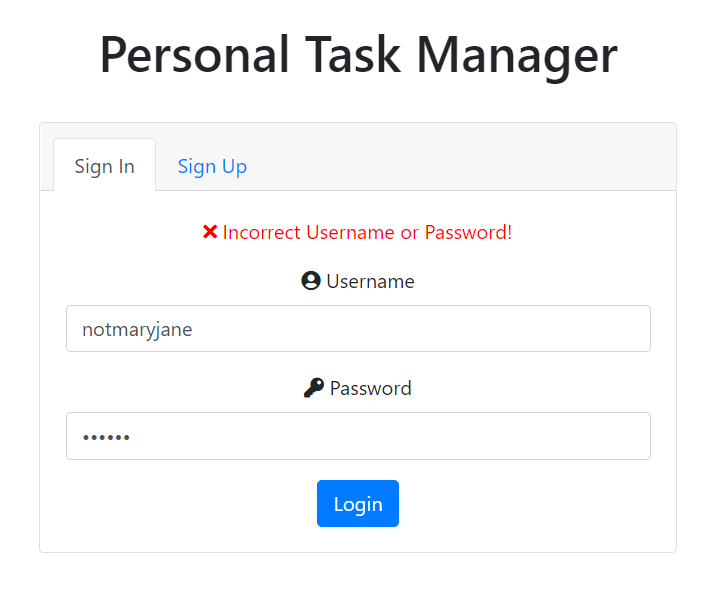 Personal Task Manager
Sign In Sign Up
Incorrect Username or Password!
Username
notmaryjane
Password
••••••
Login